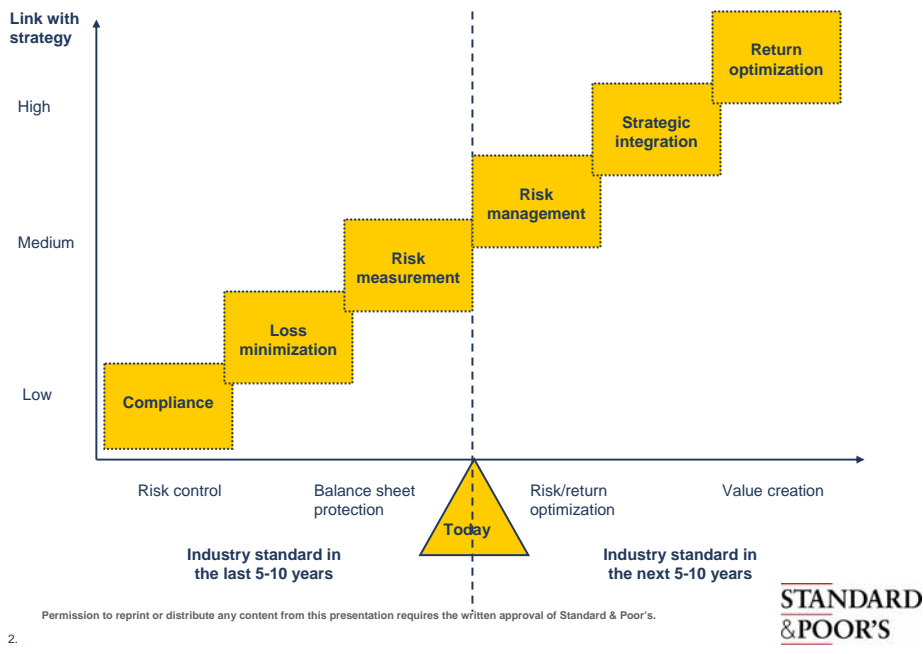 Link with
strategy
High
Medium
Low
Return
optimization
Strategic
integration
Risk
management
Risk
measurement
Loss
minimization
Compliance
Risk control
Balance sheet
protection
Risk/return
optimization
Value creation
Today
Industry standard in
the last 5-10 years
Industry standard in
the next 5-10 years
Permission to reprint or distribute any content from this presentation requires the written approval of Standard & Poor's.
2.
STANDARD
&POOR'S